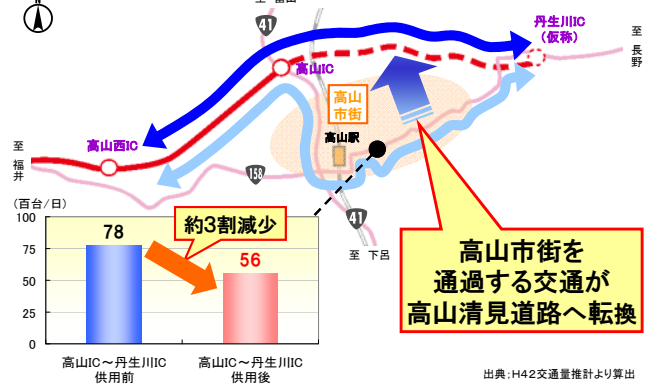 N
至 富山
41
丹生川IC
(仮称)
至 長野
高山IC
高山
市街
高山駅
至 福井
高山西IC
158
41
至 下呂
(百台/日)
100
75
50
25
0
78
約3割減少
56
高山IC～丹生川IC
供用前
高山IC～丹生川IC
供用後
高山市街を
通過する交通が
高山清見道路へ転換
出典;H42交通量推計より算出